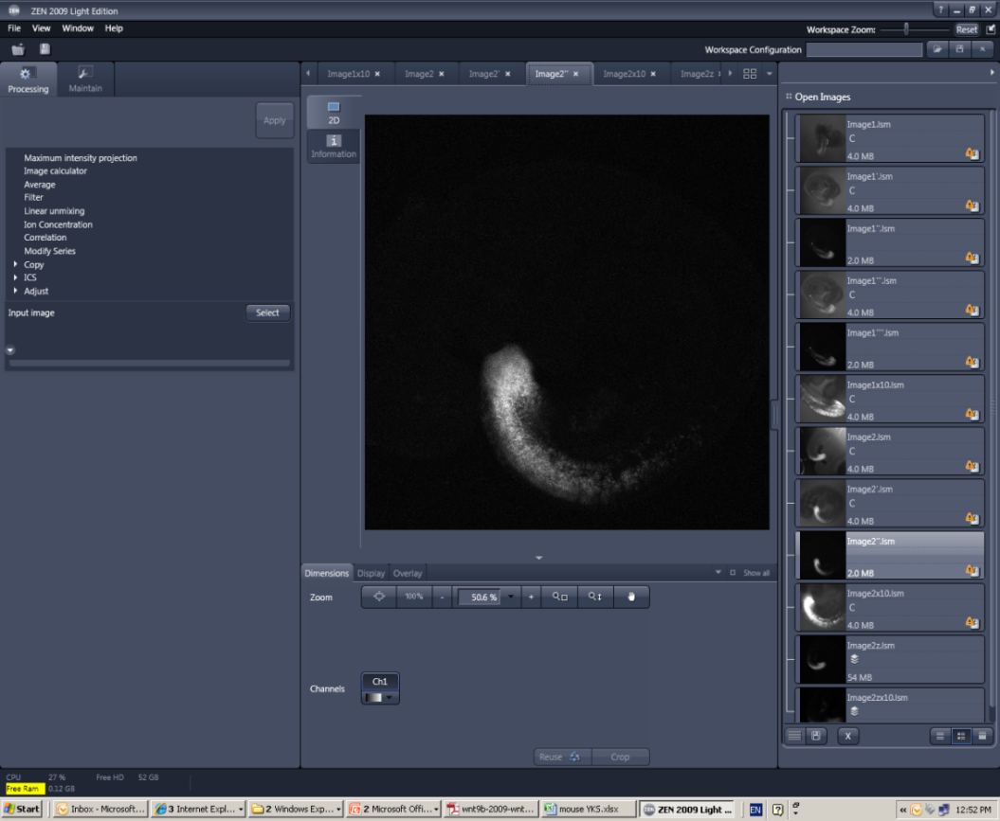 ZEN 2009 Light Edition
File View Window Help
Workspace Zoom: Reset
Workspace Configuration
Processing Maintain
Apply
Maximum intensity projection
Image calculator
Average
Filter
Linear unmixing
Ion Concentration
Correlation
Modify Series
Copy
ICS
Adjust
Input image Select
Image1x10 Image2 Image2' Image2'' Image2x10 Image2z
2D
Information
Open Images
Image1.lsm
C
4.0 MB
Image1'.lsm
C
4.0 MB
Image1''.lsm
2.0 MB
Image1'''.lsm
C
4.0 MB
Image1''''.lsm
2.0 MB
Image1x10.lsm
C
4.0 MB
Image2.lsm
C
4.0 MB
Image2'.lsm
C
4.0 MB
Image2''.lsm
2.0 MB
Image2x10.lsm
C
4.0 MB
Image2z.lsm
54 MB
Image2zx10.lsm
Dimensions Display Overlay Show all
Zoom 100% - 50.6 % +
Channels Ch1
Reuse Crop
CPU 27 % Free HD 52 GB
Free Ram 0.12 GB
Start Inbox - Microsoft... 3 Internet Expl... 2 Windows Exp... 2 Microsoft Offi... wnt9b-2009-wnt... mouse YKS.xlsx ZEN 2009 Light ... EN 12:52 PM